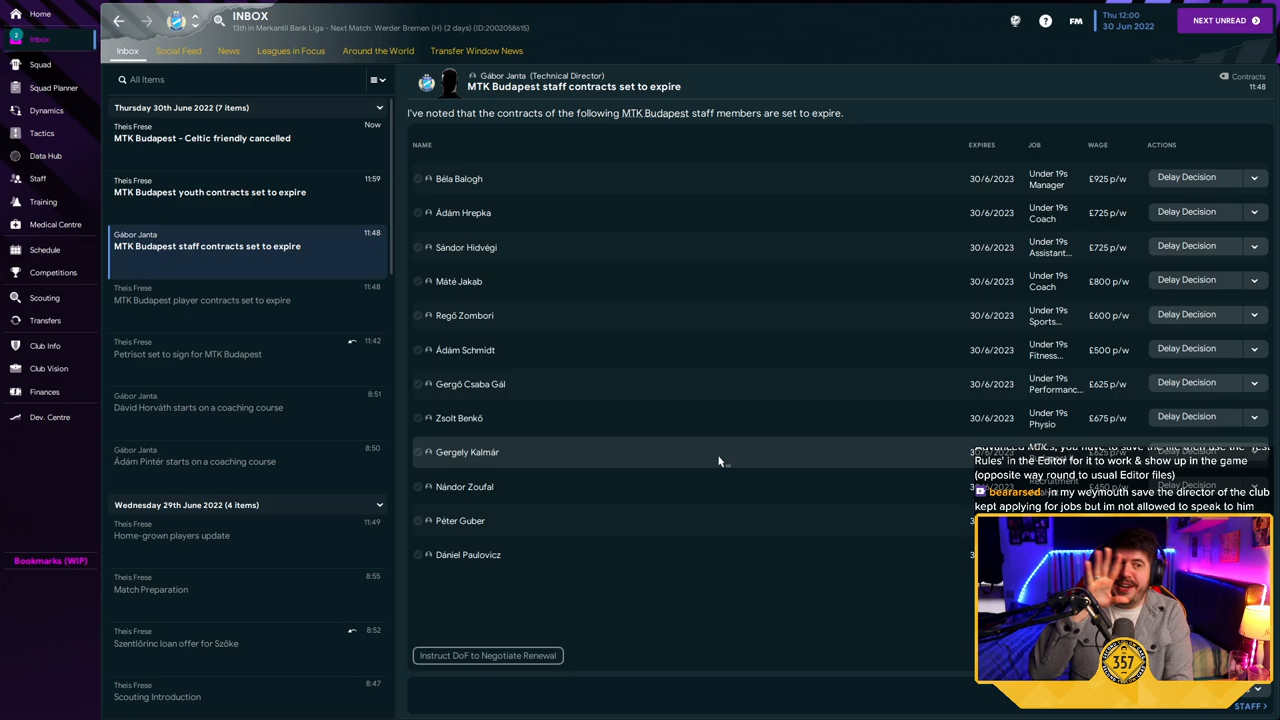 Home
INBOX
13th in Merkantil Bank Liga - Next Match: Werder Bremen (H) (2 days) (ID:2002058615)
FM
Thu 12:00
30 Jun 2022
NEXT UNREAD
2
Inbox
Squad
Squad Planner
Dynamics
Tactics
Data Hub
Staff
Training
Medical Centre
Schedule
Competitions
Scouting
Transfers
Club Info
Club Vision
Finances
Dev. Centre
Bookmarks (WIP)
Inbox
Social Feed
News
Leagues in Focus
Around the World
Transfer Window News
All Items
Thursday 30th June 2022 (7 items)
Theis Frese
Now
MTK Budapest - Celtic friendly cancelled
Theis Frese
11:59
MTK Budapest youth contracts set to expire
Gábor Janta
11:48
MTK Budapest staff contracts set to expire
Theis Frese
11:48
MTK Budapest player contracts set to expire
Theis Frese
11:42
Petrisot set to sign for MTK Budapest
Gábor Janta
8:51
Dávid Horváth starts on a coaching course
Gábor Janta
8:50
Ádám Pintér starts on a coaching course
Wednesday 29th June 2022 (4 items)
Theis Frese
11:49
Home-grown players update
Theis Frese
8:55
Match Preparation
Theis Frese
8:52
Szentlőrinc loan offer for Szőke
Theis Frese
8:47
Scouting Introduction
Gábor Janta (Technical Director)
MTK Budapest staff contracts set to expire
Contracts
11:48
I've noted that the contracts of the following MTK Budapest staff members are set to expire.
NAME EXPIRES JOB WAGE ACTIONS
Béla Balogh 30/6/2023 Under 19s Manager £925 p/w Delay Decision
Ádám Hrepka 30/6/2023 Under 19s Coach £725 p/w Delay Decision
Sándor Hidvégi 30/6/2023 Under 19s Assistant... £725 p/w Delay Decision
Máté Jakab 30/6/2023 Under 19s Coach £800 p/w Delay Decision
Regő Zombori 30/6/2023 Under 19s Sports... £600 p/w Delay Decision
Ádám Schmidt 30/6/2023 Under 19s Fitness... £500 p/w Delay Decision
Gergő Csaba Gál 30/6/2023 Under 19s Performanc... £625 p/w Delay Decision
Zsolt Benkő 30/6/2023 Under 19s Physio £675 p/w Delay Decision
Gergely Kalmár
Nándor Zoufal
Péter Guber
Dániel Paulovicz
Rules' in the Editor for it to work & show up in the game
(opposite way round to usual Editor files)
beararsed: in my weymouth save the director of the club
kept applying for jobs but im not allowed to speak to him
Instruct DoF to Negotiate Renewal
357
STAFF